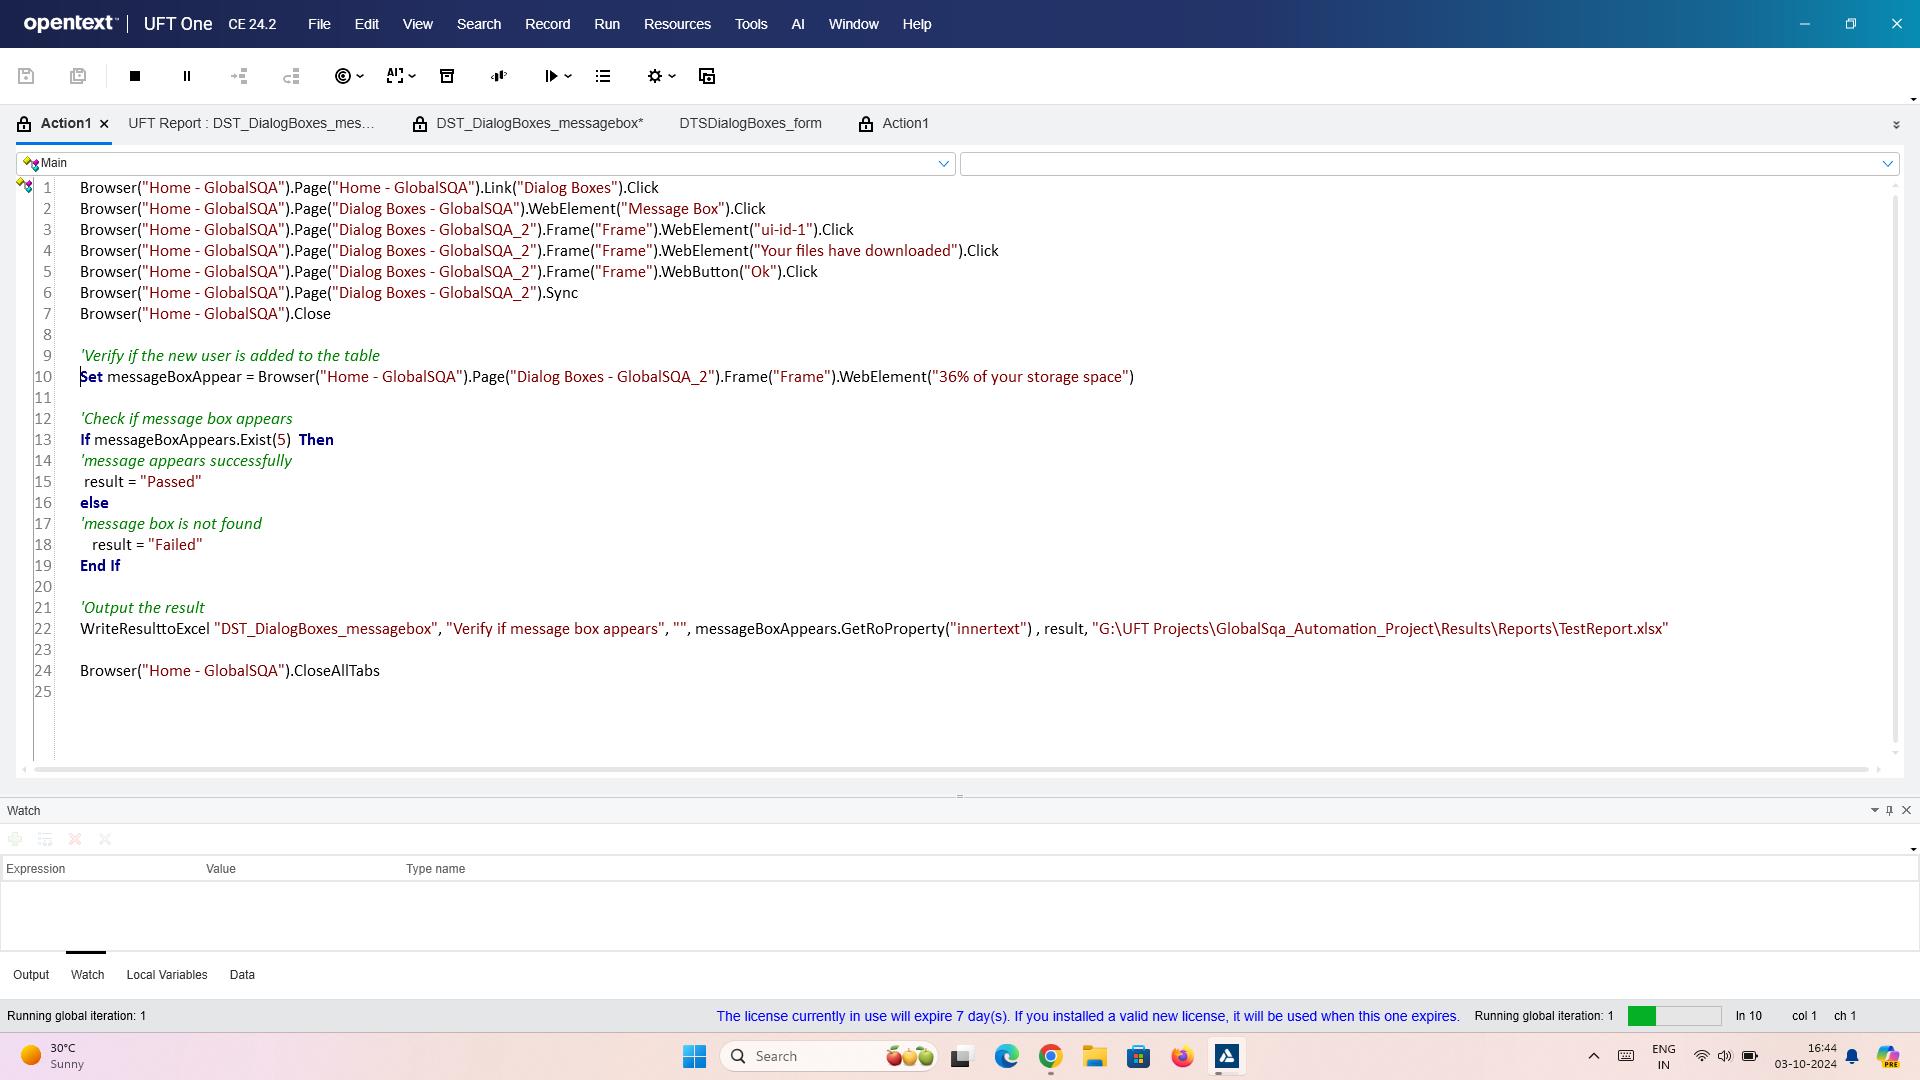 opentext™ | UFT One CE 24.2 File Edit View Search Record Run Resources Tools AI Window Help
Action1 UFT Report : DST_DialogBoxes_mes... DST_DialogBoxes_messagebox* DTSDialogBoxes_form Action1
Main
1 Browser("Home - GlobalSQA").Page("Home - GlobalSQA").Link("Dialog Boxes").Click
2 Browser("Home - GlobalSQA").Page("Dialog Boxes - GlobalSQA").WebElement("Message Box").Click
3 Browser("Home - GlobalSQA").Page("Dialog Boxes - GlobalSQA_2").Frame("Frame").WebElement("ui-id-1").Click
4 Browser("Home - GlobalSQA").Page("Dialog Boxes - GlobalSQA_2").Frame("Frame").WebElement("Your files have downloaded").Click
5 Browser("Home - GlobalSQA").Page("Dialog Boxes - GlobalSQA_2").Frame("Frame").WebButton("Ok").Click
6 Browser("Home - GlobalSQA").Page("Dialog Boxes - GlobalSQA_2").Sync
7 Browser("Home - GlobalSQA").Close
8
9 'Verify if the new user is added to the table
10 Set messageBoxAppear = Browser("Home - GlobalSQA").Page("Dialog Boxes - GlobalSQA_2").Frame("Frame").WebElement("36% of your storage space")
11
12 'Check if message box appears
13 If messageBoxAppears.Exist(5) Then
14 'message appears successfully
15 result = "Passed"
16 else
17 'message box is not found
18 result = "Failed"
19 End If
20
21 'Output the result
22 WriteResulttoExcel "DST_DialogBoxes_messagebox", "Verify if message box appears", "", messageBoxAppears.GetRoProperty("innertext") , result, "G:\UFT Projects\GlobalSqa_Automation_Project\Results\Reports\TestReport.xlsx"
23
24 Browser("Home - GlobalSQA").CloseAllTabs
25
Watch
Expression Value Type name
Output Watch Local Variables Data
Running global iteration: 1 The license currently in use will expire 7 day(s). If you installed a valid new license, it will be used when this one expires. Running global iteration: 1 ln 10 col 1 ch 1
30°C
Sunny
Search
ENG
IN
16:44
03-10-2024
PRE